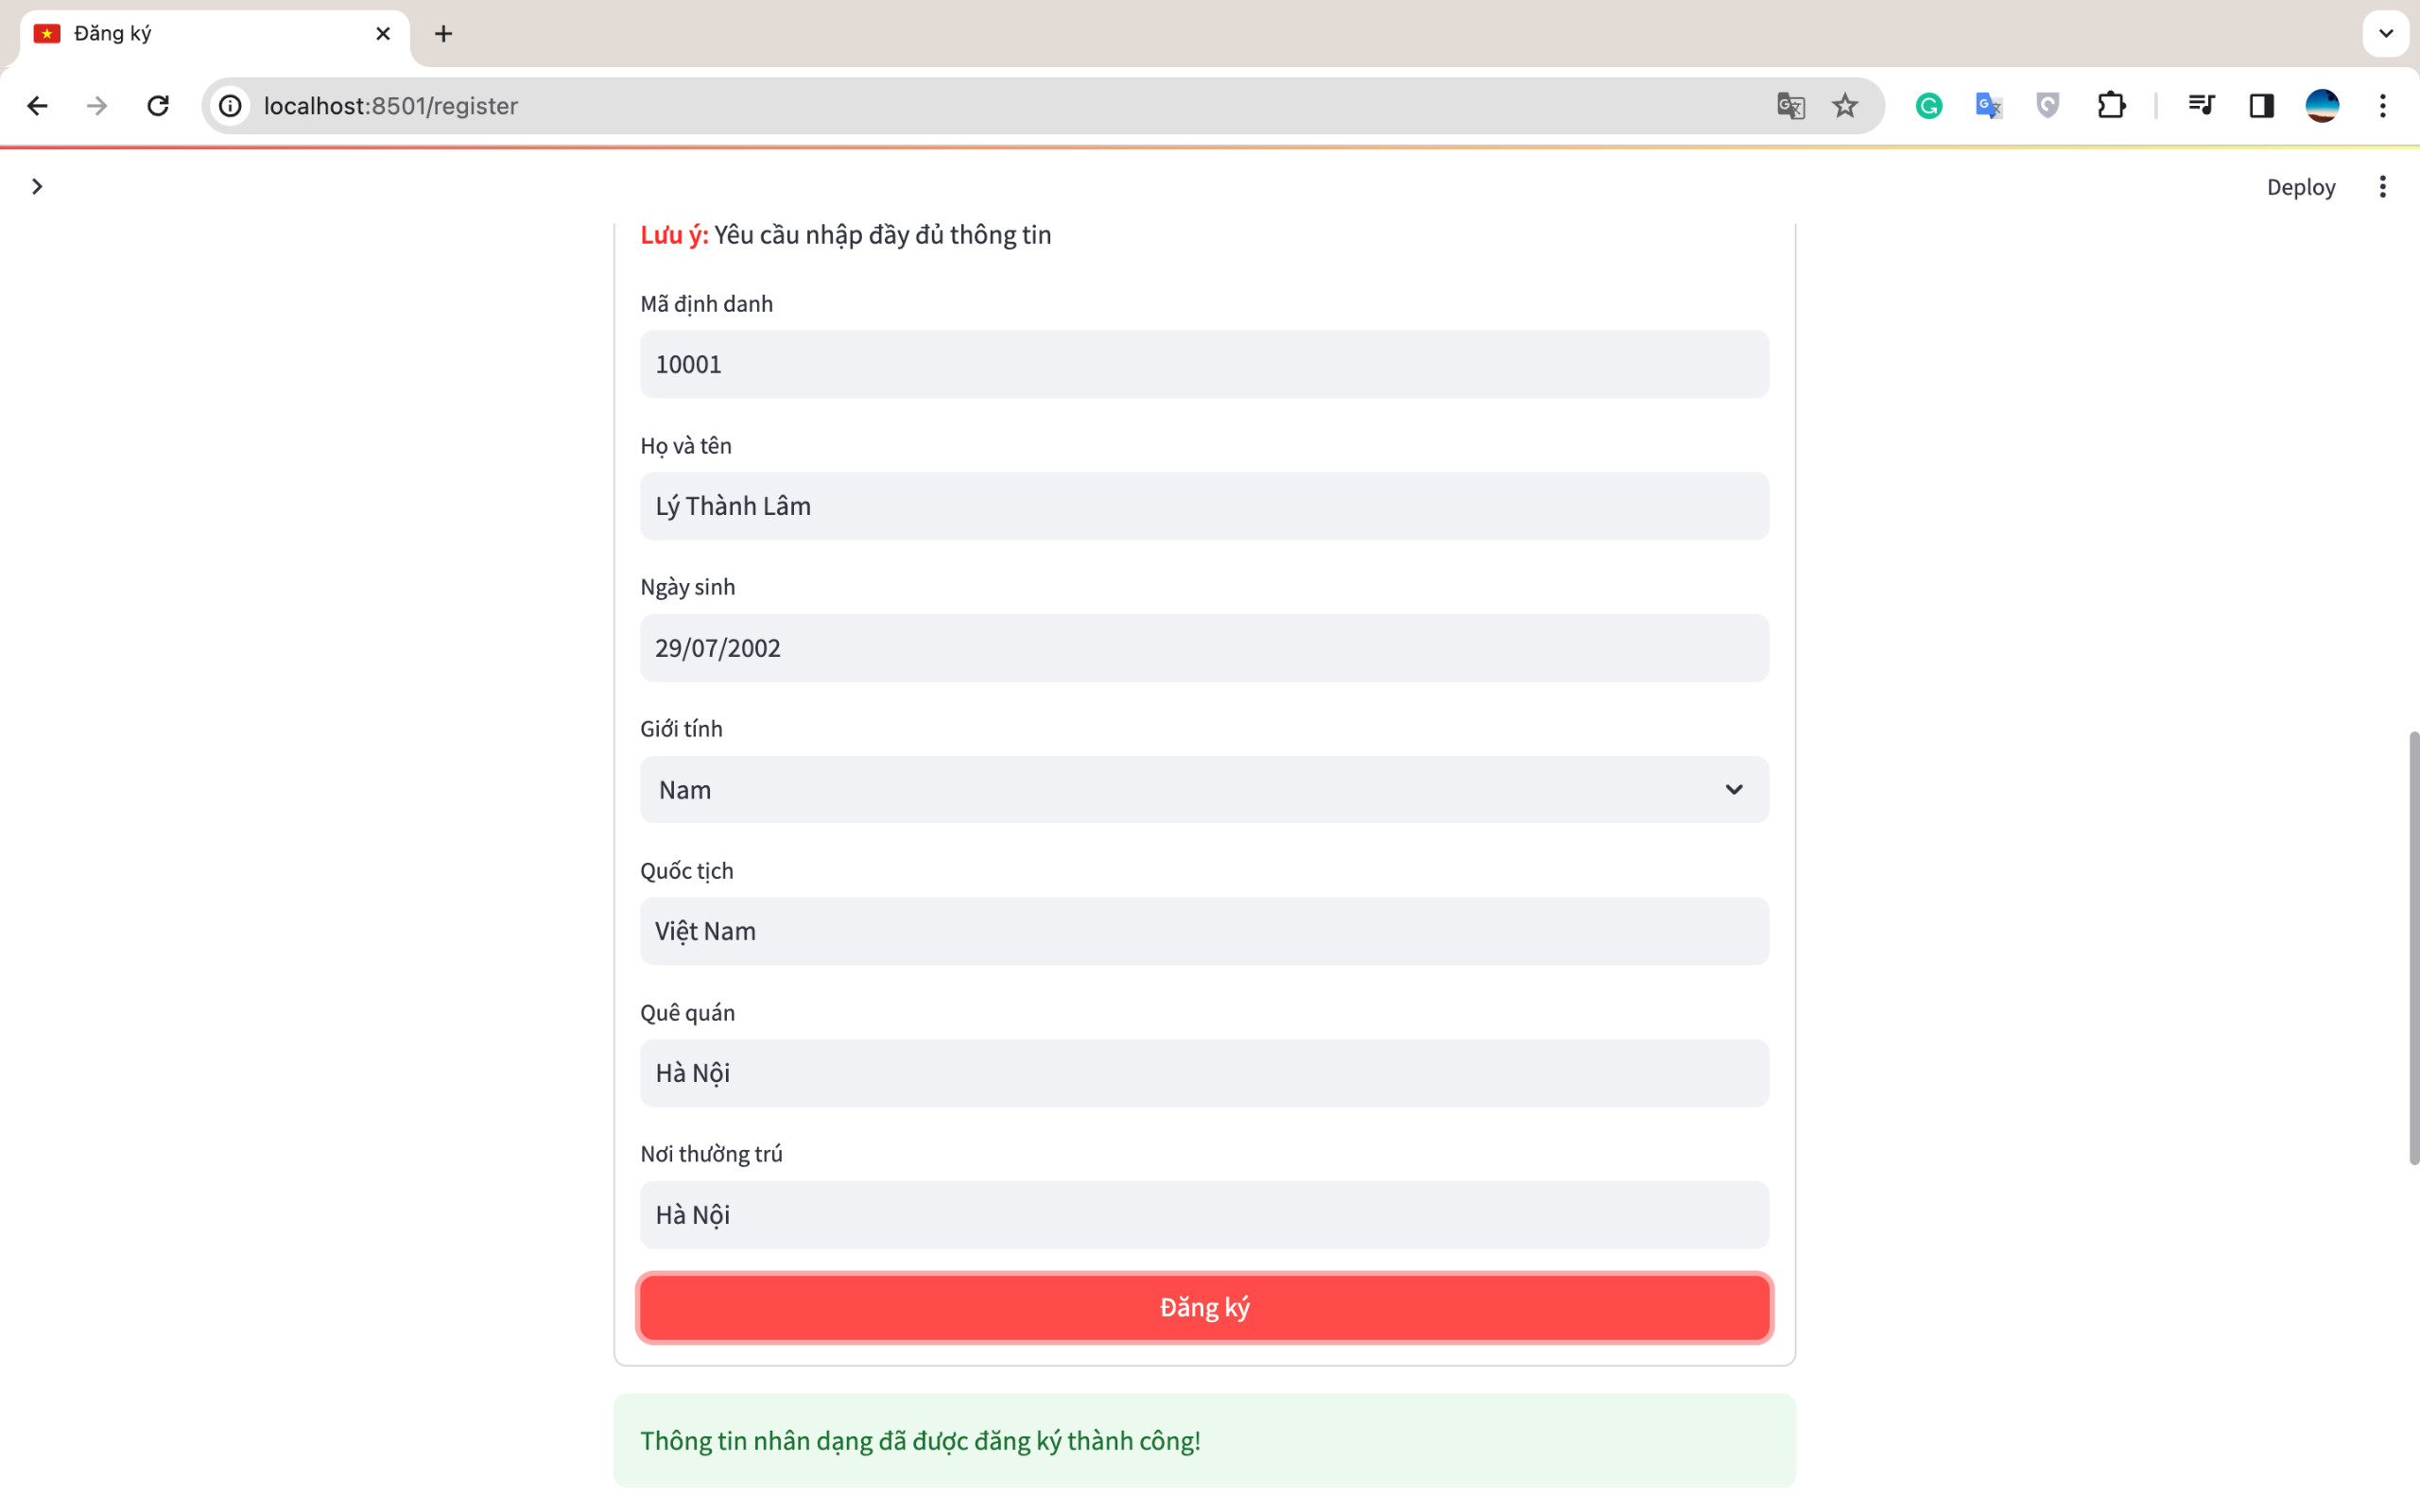 Đăng ký
localhost:8501/register
Deploy
Lưu ý: Yêu cầu nhập đầy đủ thông tin
Mã định danh
10001
Họ và tên
Lý Thành Lâm
Ngày sinh
29/07/2002
Giới tính
Nam
Quốc tịch
Việt Nam
Quê quán
Hà Nội
Nơi thường trú
Hà Nội
Đăng ký
Thông tin nhân dạng đã được đăng ký thành công!